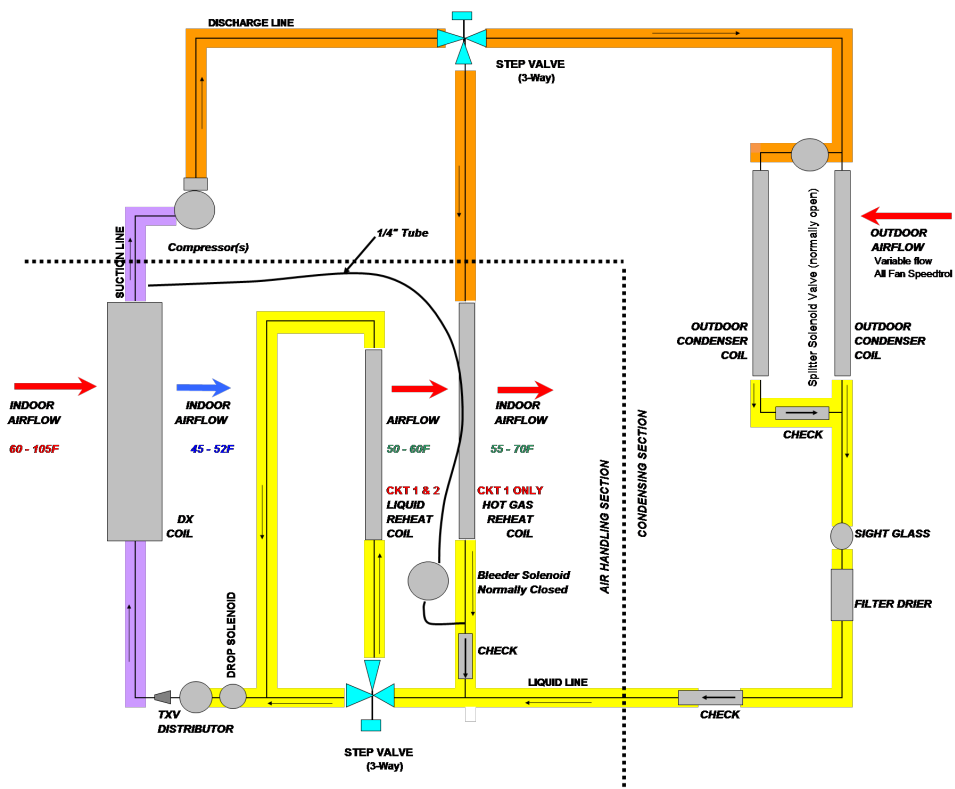 DISCHARGE LINE
STEP VALVE
(3-Way)
SUCTION LINE
Compressor(s)
1/4" Tube
Splitter Solenoid Valve (normally open)
OUTDOOR
AIRFLOW
Variable flow
All Fan Speedtrol
OUTDOOR
CONDENSER
COIL
OUTDOOR
CONDENSER
COIL
INDOOR
AIRFLOW
60 - 105F
INDOOR
AIRFLOW
45 - 52F
AIRFLOW
50 - 60F
INDOOR
AIRFLOW
55 - 70F
CHECK
CKT 1 & 2
LIQUID
REHEAT
COIL
CKT 1 ONLY
HOT GAS
REHEAT
COIL
DX
COIL
AIR HANDLING SECTION
CONDENSING SECTION
SIGHT GLASS
Bleeder Solenoid
Normally Closed
FILTER DRIER
DROP SOLENOID
CHECK
LIQUID LINE
TXV
DISTRIBUTOR
CHECK
STEP VALVE
(3-Way)